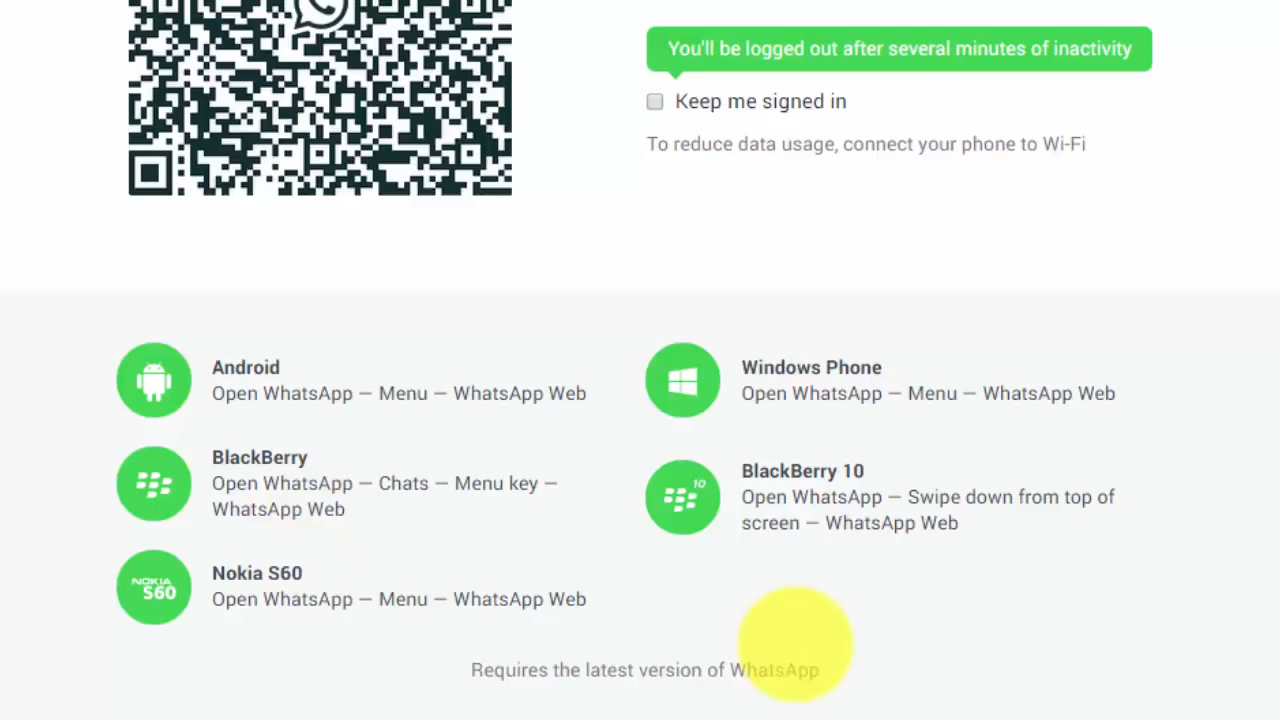 You'll be logged out after several minutes of inactivity
Keep me signed in
To reduce data usage, connect your phone to Wi-Fi
Android
Open WhatsApp — Menu — WhatsApp Web
Windows Phone
Open WhatsApp — Menu — WhatsApp Web
BlackBerry
Open WhatsApp — Chats — Menu key —
WhatsApp Web
10
BlackBerry 10
Open WhatsApp — Swipe down from top of
screen — WhatsApp Web
NOKIA
S60
Nokia S60
Open WhatsApp — Menu — WhatsApp Web
Requires the latest version of WhatsApp